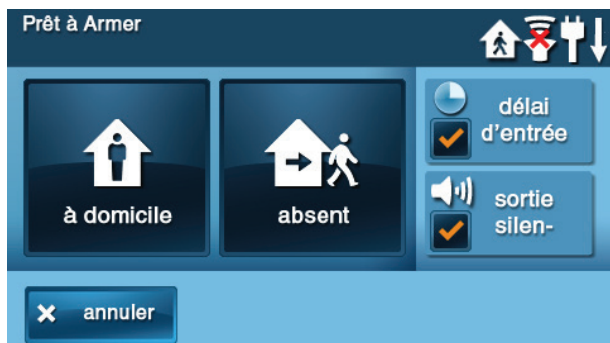 Prêt à Armer
à domicile
absent
délai
d'entrée
sortie
silen-
annuler